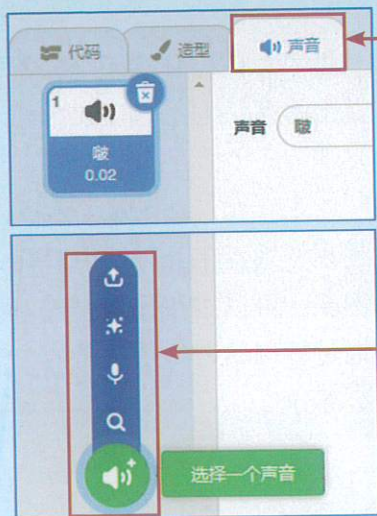 代码 造型 声音
1
声音 啵
啵
0.02
选择一个声音